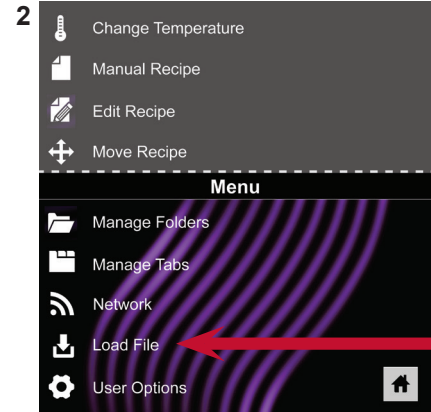 2
Change Temperature
Manual Recipe
Edit Recipe
Move Recipe
Menu
Manage Folders
Manage Tabs
Network
Load File
User Options